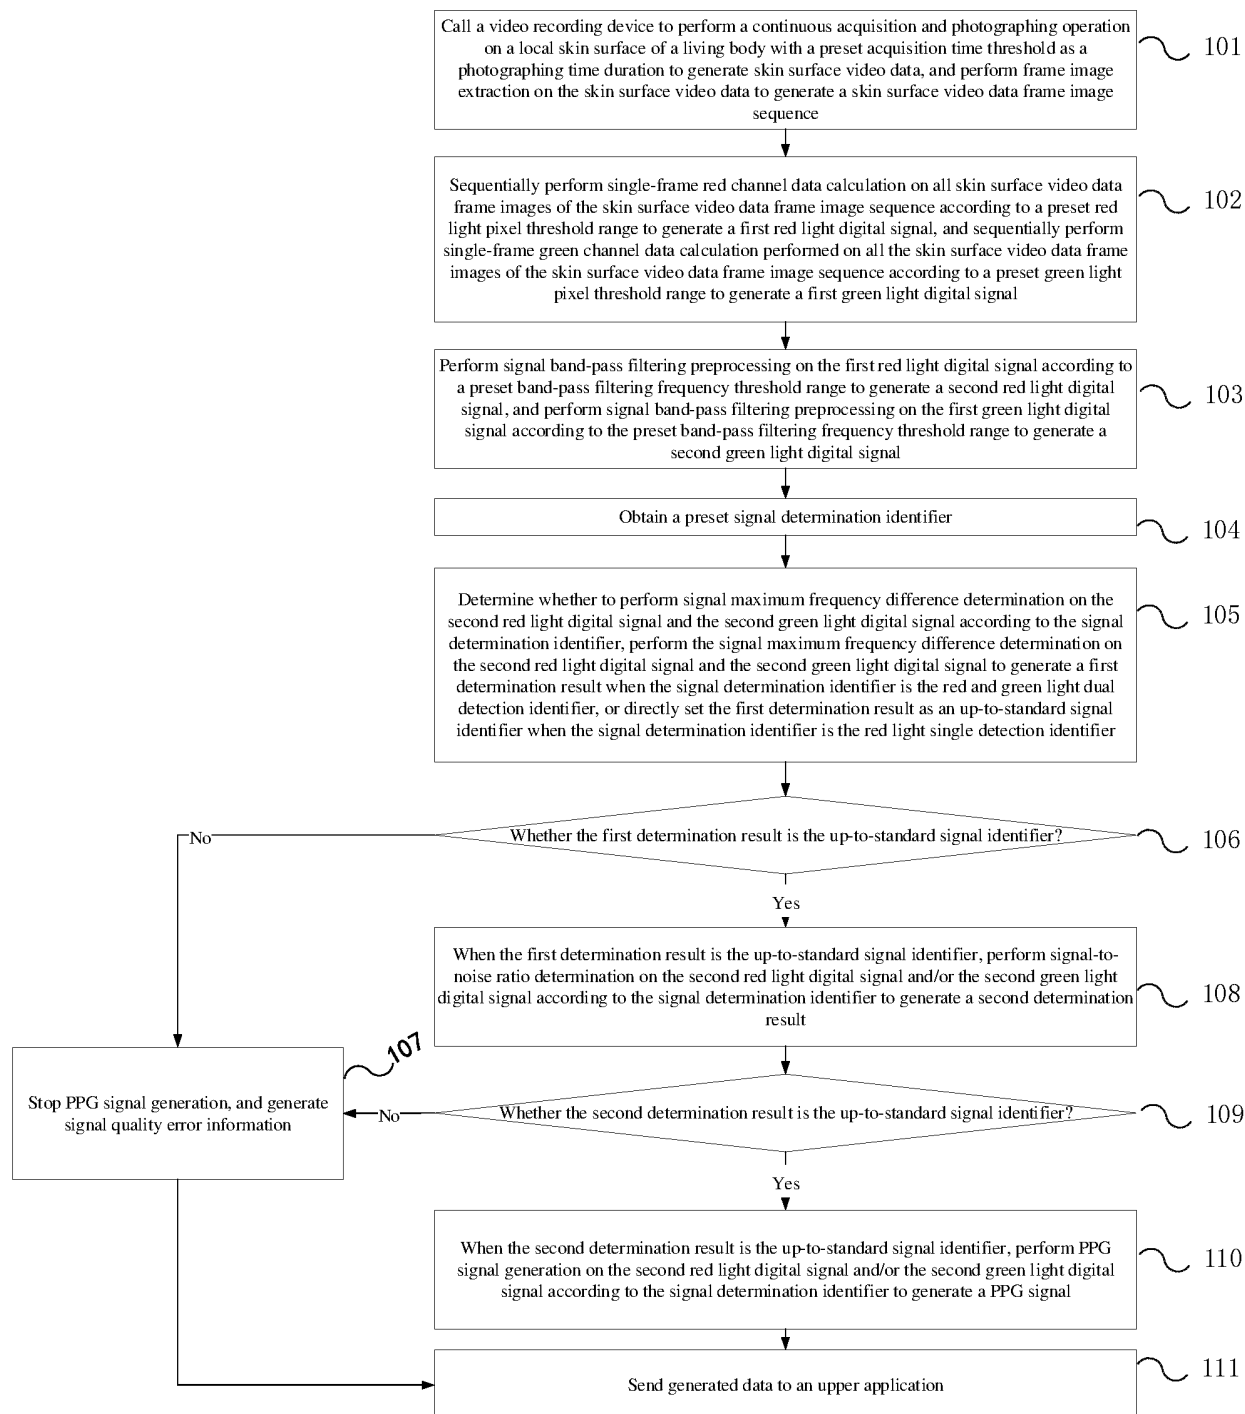 Call a video recording device to perform a continuous acquisition and photographing operation
on a local skin surface of a living body with a preset acquisition time threshold as a
photographing time duration to generate skin surface video data, and perform frame image
extraction on the skin surface video data to generate a skin surface video data frame image
sequence
101
Sequentially perform single-frame red channel data calculation on all skin surface video data
frame images of the skin surface video data frame image sequence according to a preset red
light pixel threshold range to generate a first red light digital signal, and sequentially perform
single-frame green channel data calculation performed on all the skin surface video data frame
images of the skin surface video data frame image sequence according to a preset green light
pixel threshold range to generate a first green light digital signal
102
Perform signal band-pass filtering preprocessing on the first red light digital signal according to
a preset band-pass filtering frequency threshold range to generate a second red light digital
signal, and perform signal band-pass filtering preprocessing on the first green light digital
signal according to the preset band-pass filtering frequency threshold range to generate a
second green light digital signal
103
Obtain a preset signal determination identifier
104
Determine whether to perform signal maximum frequency difference determination on the
second red light digital signal and the second green light digital signal according to the signal
determination identifier, perform the signal maximum frequency difference determination on
the second red light digital signal and the second green light digital signal to generate a first
determination result when the signal determination identifier is the red and green light dual
detection identifier, or directly set the first determination result as an up-to-standard signal
identifier when the signal determination identifier is the red light single detection identifier
105
No
Whether the first determination result is the up-to-standard signal identifier?
106
Yes
When the first determination result is the up-to-standard signal identifier, perform signal-to-
noise ratio determination on the second red light digital signal and/or the second green light
digital signal according to the signal determination identifier to generate a second determination
result
108
107
Stop PPG signal generation, and generate
signal quality error information
No
Whether the second determination result is the up-to-standard signal identifier?
109
Yes
When the second determination result is the up-to-standard signal identifier, perform PPG
signal generation on the second red light digital signal and/or the second green light digital
signal according to the signal determination identifier to generate a PPG signal
110
Send generated data to an upper application
111